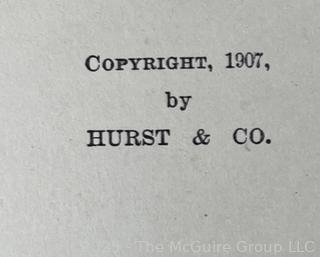 COPYRIGHT, 1907,
by
HURST & CO.
The McGuire Group LLC